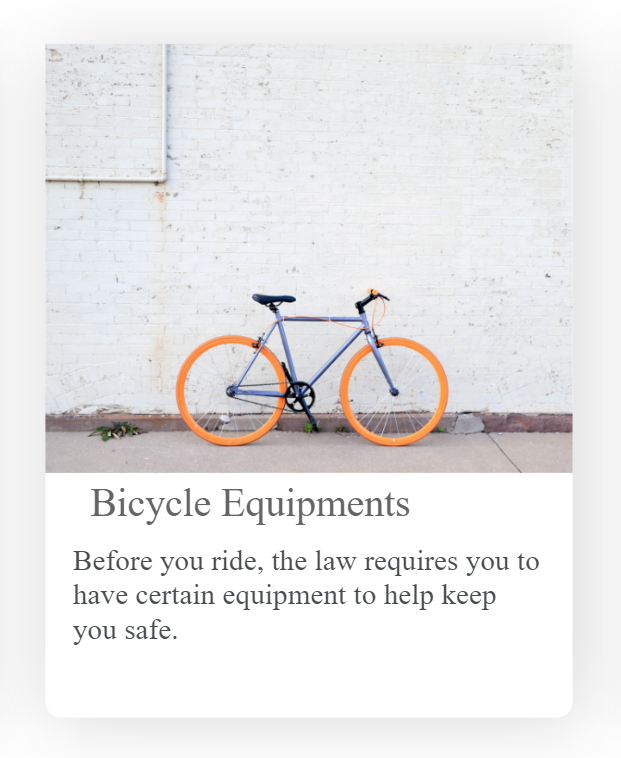 Bicycle Equipments
Before you ride, the law requires you to
have certain equipment to help keep
you safe.